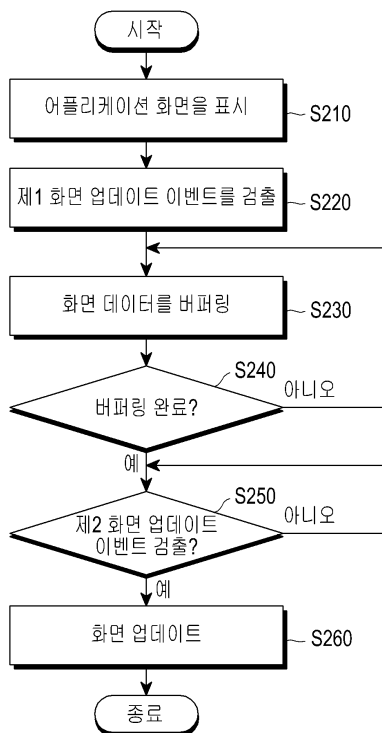 시작
어플리케이션 화면을 표시
S210
제1 화면 업데이트 이벤트를 검출
S220
화면 데이터를 버퍼링
S230
S240
버퍼링 완료?
아니오
예
S250
제2 화면 업데이트
이벤트 검출?
아니오
예
화면 업데이트
S260
종료